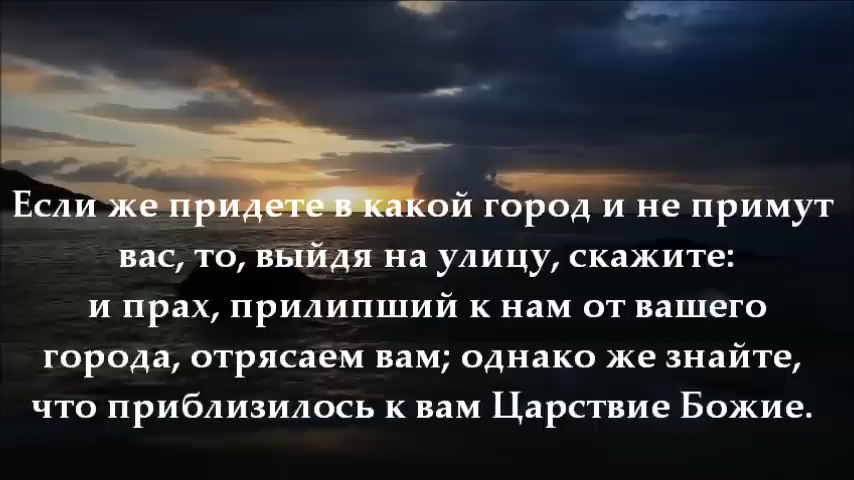 Если же придете в какой город и не примут
вас, то, выйдя на улицу, скажите:
и прах, прилипший к нам от вашего
города, отрясаем вам; однако же знайте,
что приблизилось к вам Царствие Божие.